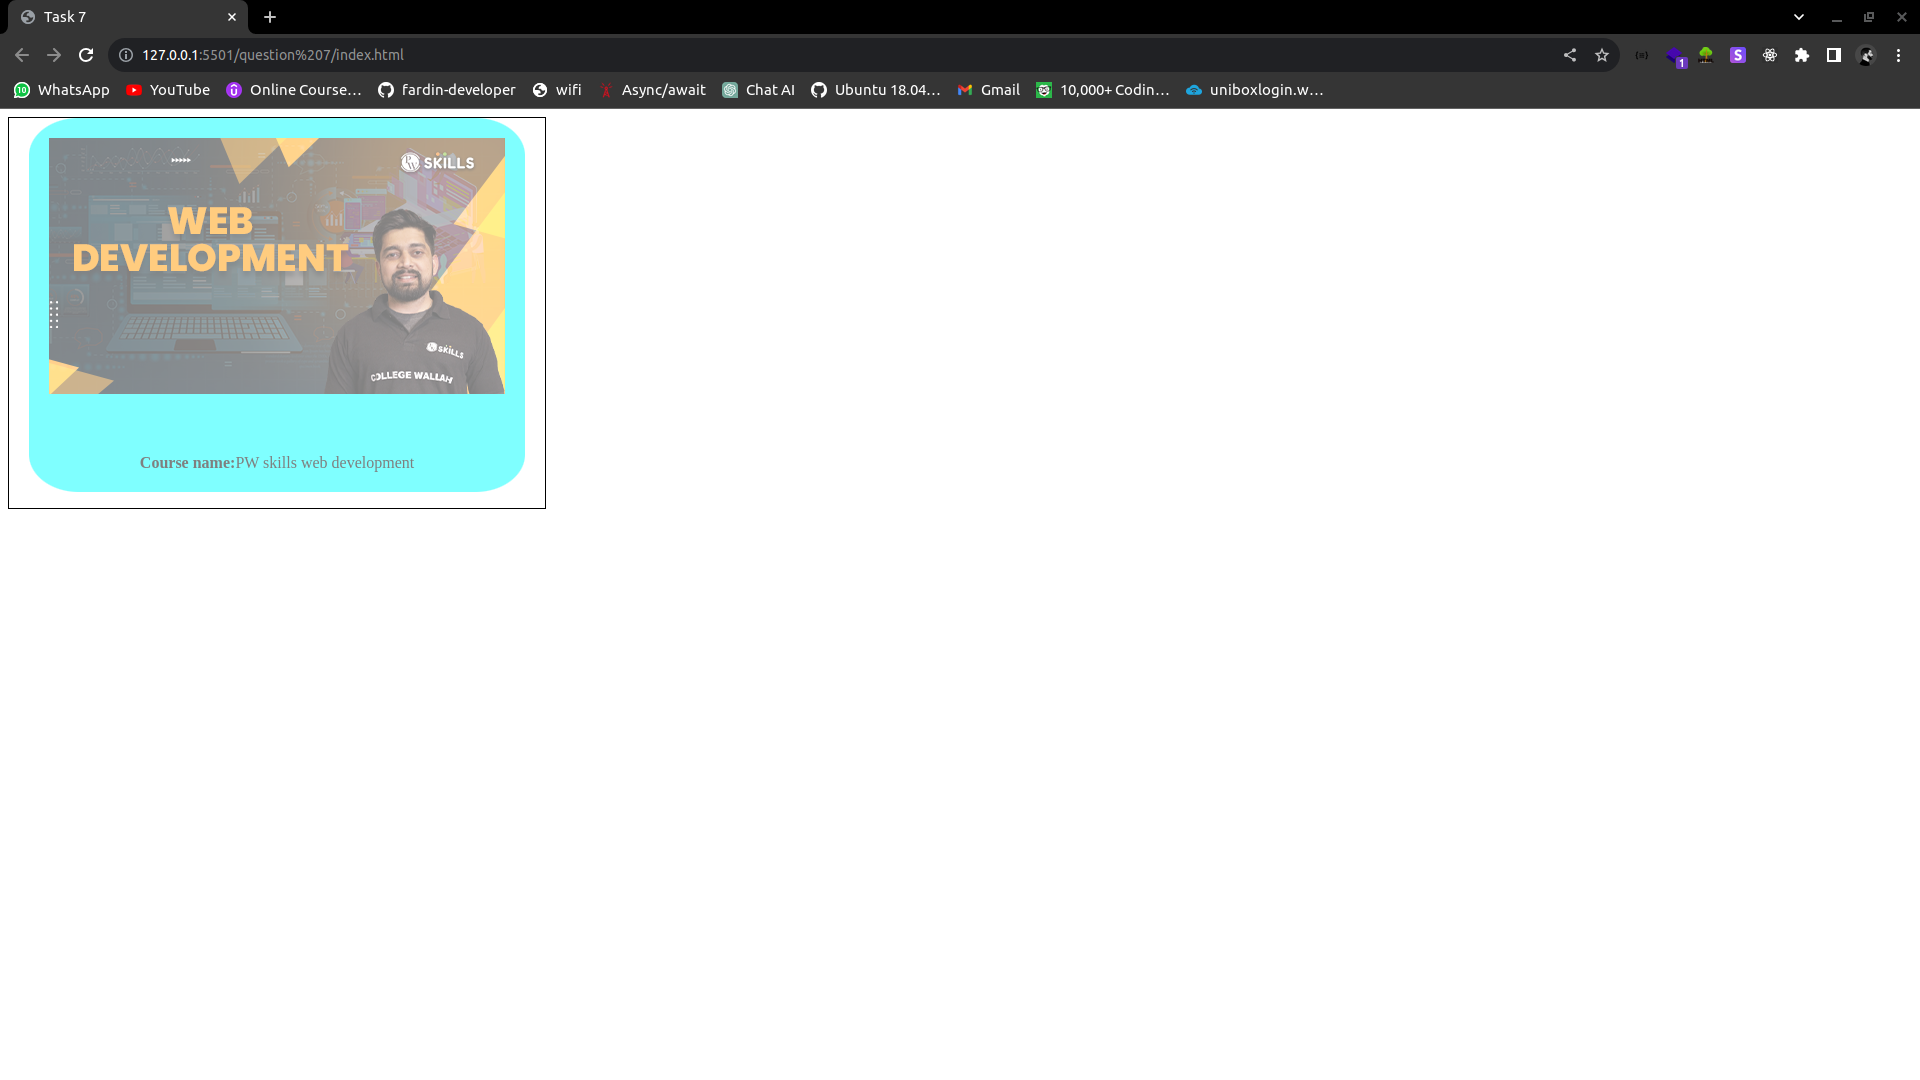 Task 7
127.0.0.1:5501/question%207/index.html
1
10 WhatsApp YouTube Online Course... fardin-developer wifi Async/await Chat AI Ubuntu 18.04... Gmail 10,000+ Codin... uniboxlogin.w...
SKILLS
WEB
DEVELOPMENT
SKILLS
COLLEGE WALLAH
Course name:PW skills web development